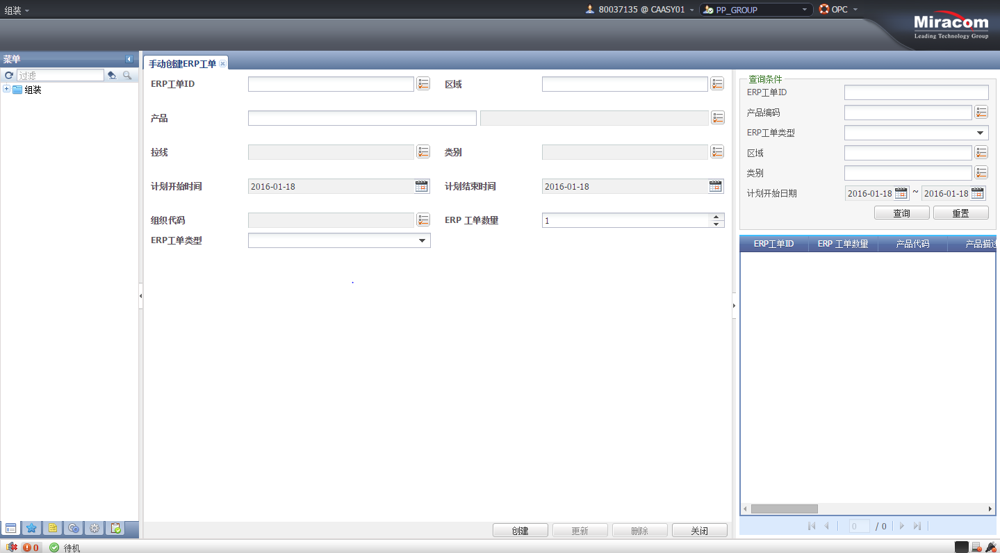 组装
80037135 @ CAASY01
PP_GROUP
OPC
Miracom
Leading Technology Group
菜单
过滤
组装
手动创建ERP工单
ERP工单ID
区域
产品
拉线
类别
计划开始时间 2016-01-18
计划结束时间 2016-01-18
组织代码
ERP 工单数量 1
ERP工单类型
创建 更新 删除 关闭
查询条件
ERP工单ID
产品编码
ERP工单类型
区域
类别
计划开始日期 2016-01-18 ~ 2016-01-18
查询 重置
ERP工单ID ERP 工单数量 产品代码 产品描述
0 / 0
0 待机